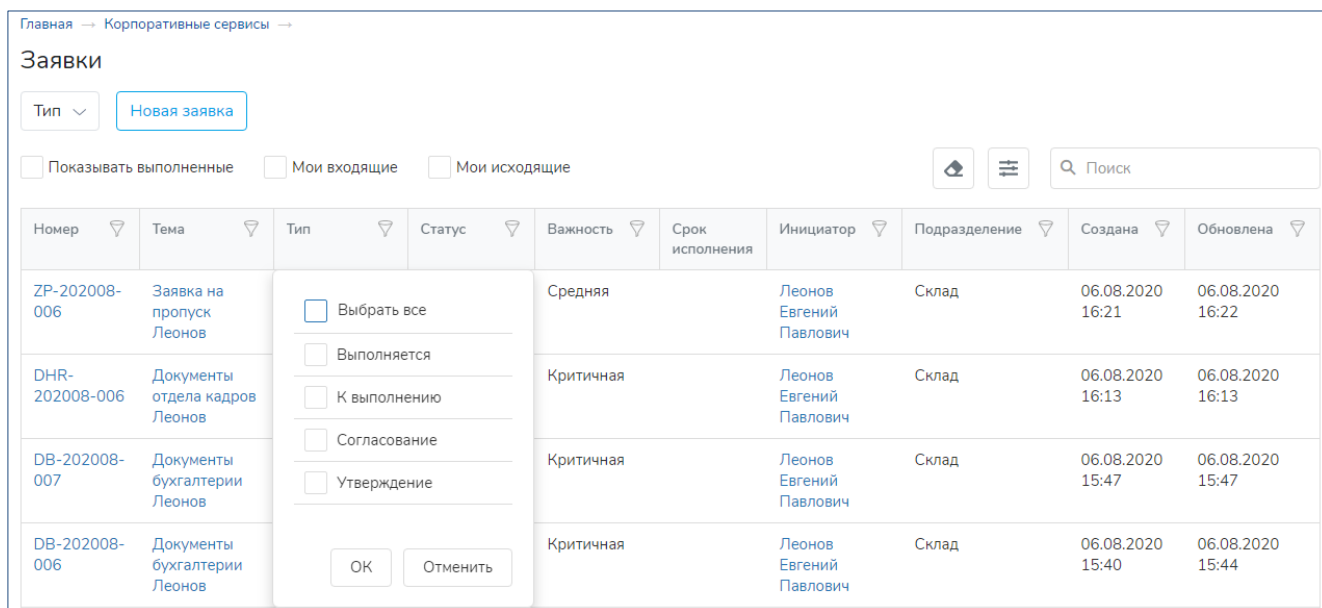 Главная → Корпоративные сервисы →
Заявки
Тип
Новая заявка
Показывать выполненные
Мои входящие
Мои исходящие
Поиск
Номер
Тема
Тип
Статус
Важность
Срок
исполнения
Инициатор
Подразделение
Создана
Обновлена
ZP-202008-
006
Заявка на
пропуск
Леонов
Средняя
Леонов
Евгений
Павлович
Склад
06.08.2020
16:21
06.08.2020
16:22
Выбрать все
Выполняется
К выполнению
Согласование
Утверждение
ОК
Отменить
DHR-
202008-006
Документы
отдела кадров
Леонов
Критичная
Леонов
Евгений
Павлович
Склад
06.08.2020
16:13
06.08.2020
16:13
DB-202008-
007
Документы
бухгалтерии
Леонов
Критичная
Леонов
Евгений
Павлович
Склад
06.08.2020
15:47
06.08.2020
15:47
DB-202008-
006
Документы
бухгалтерии
Леонов
Критичная
Леонов
Евгений
Павлович
Склад
06.08.2020
15:40
06.08.2020
15:44